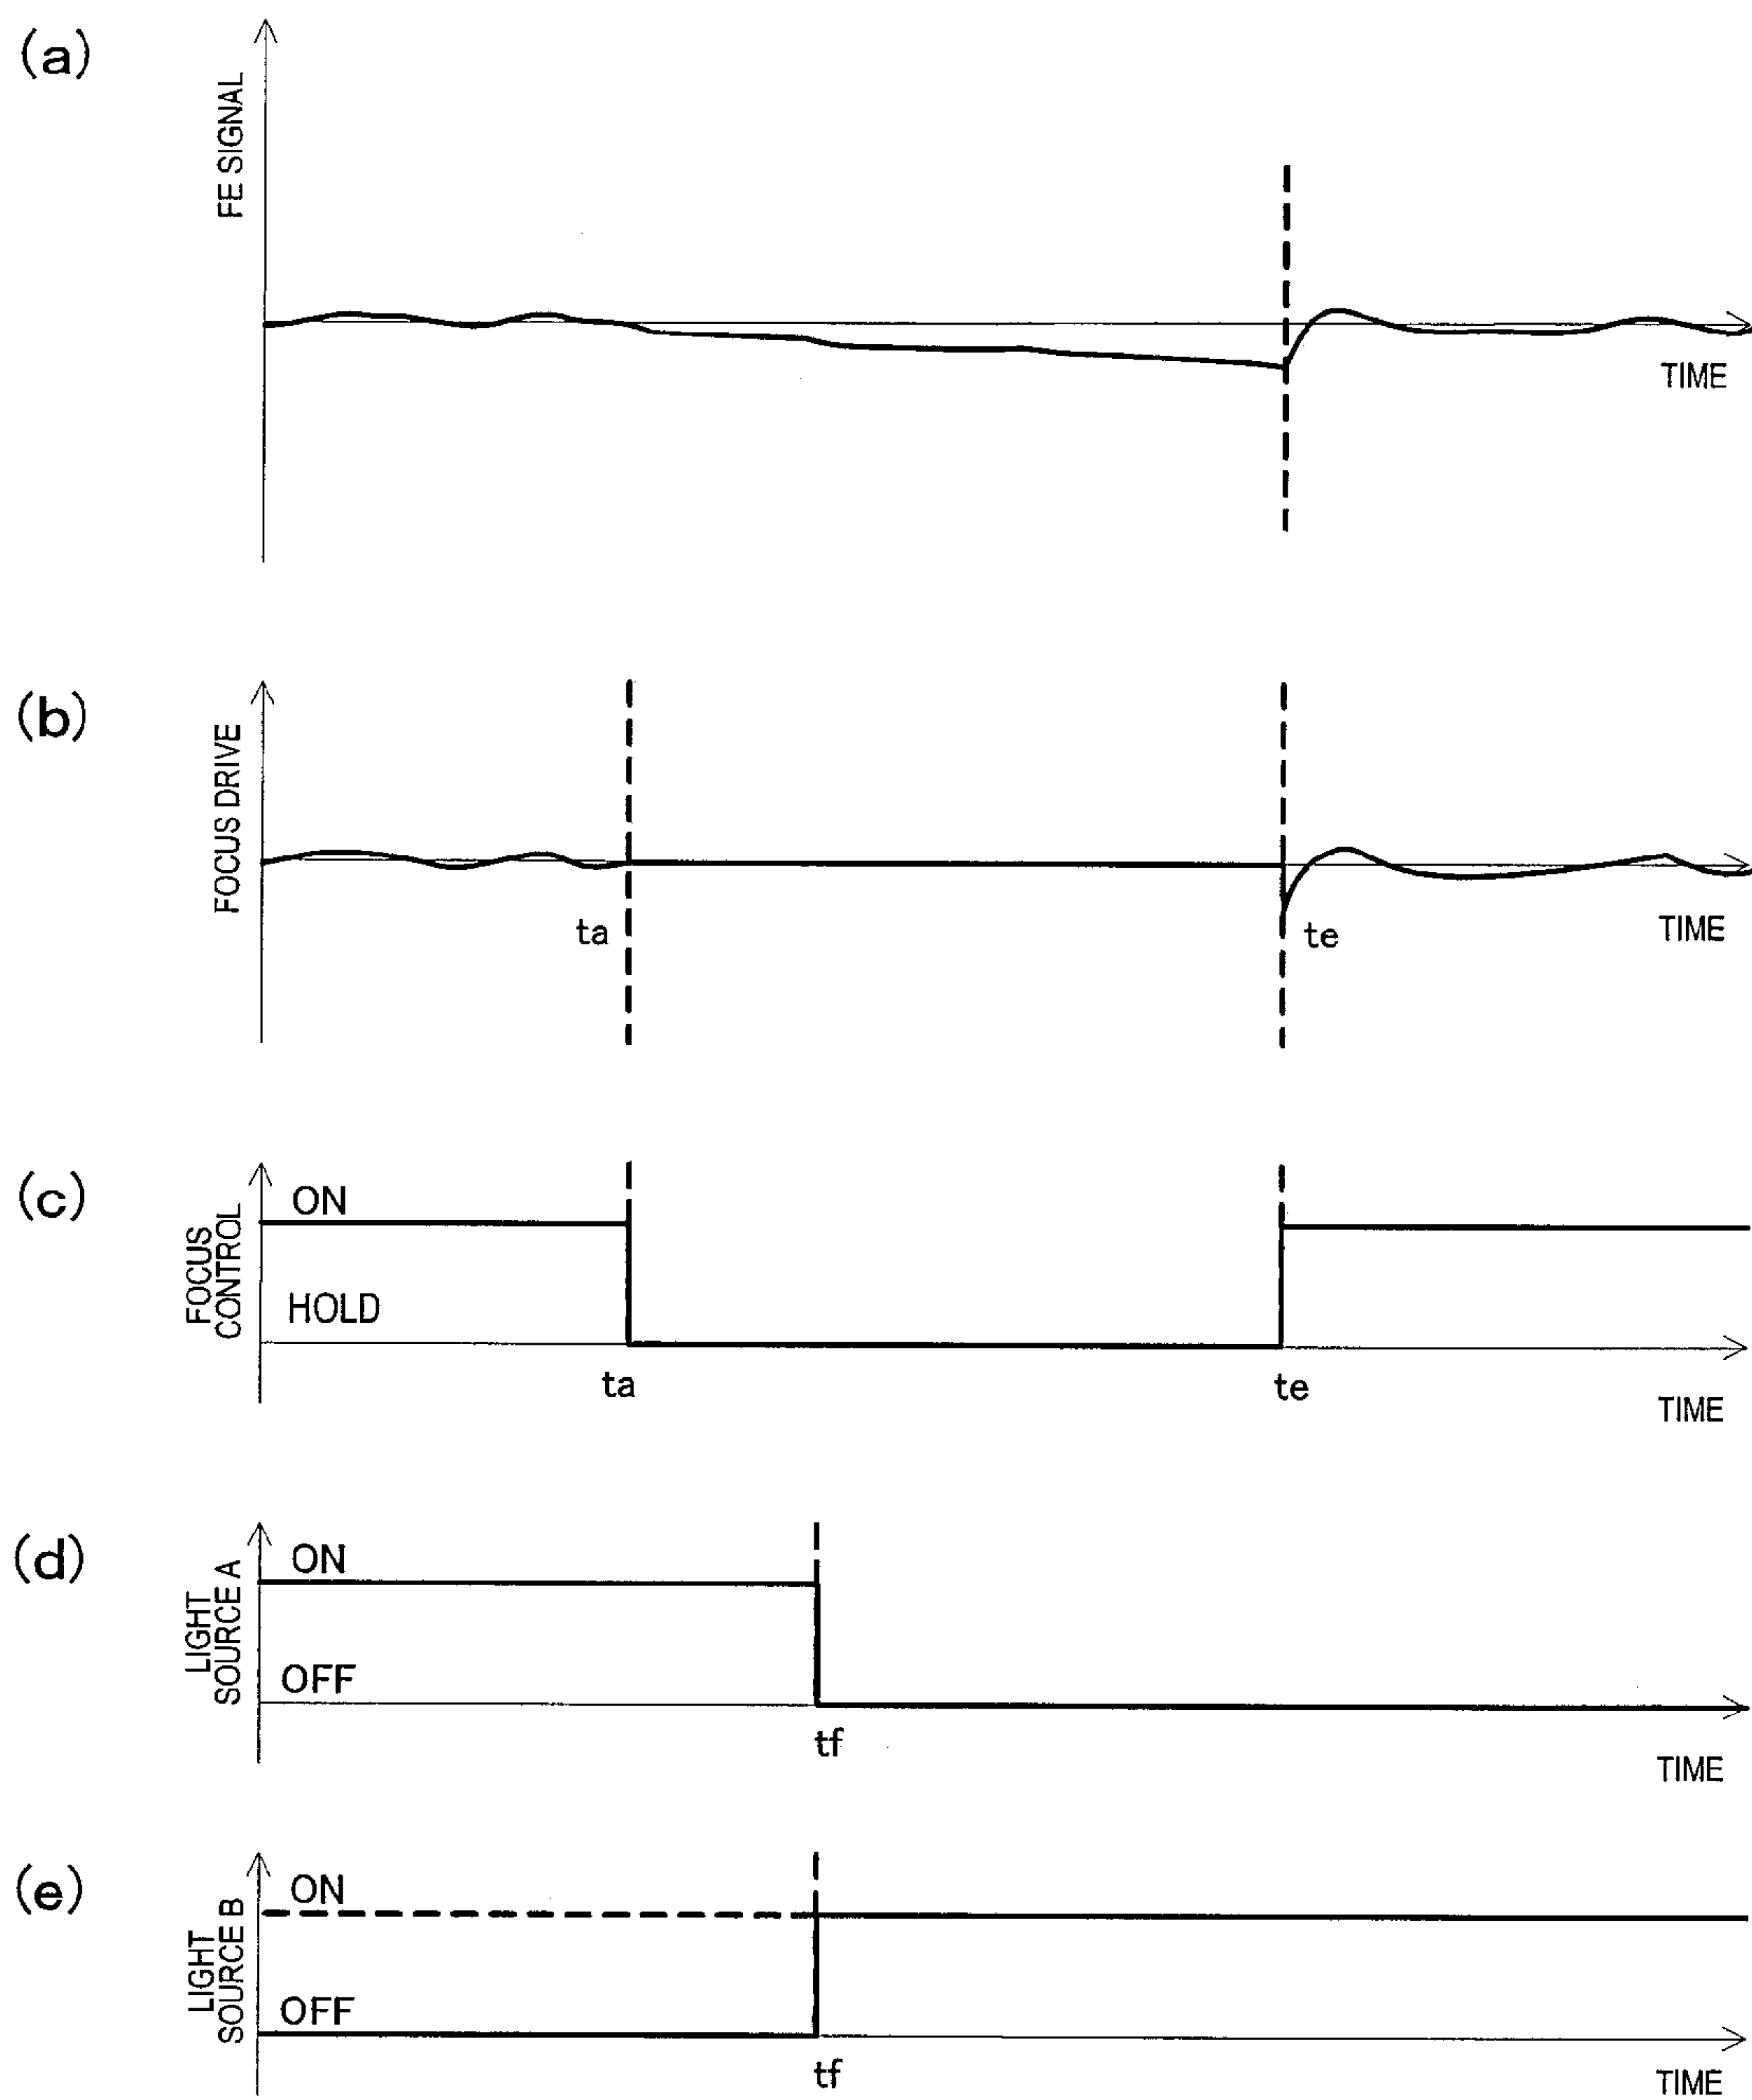 (a)
FE SIGNAL
TIME
(b)
FOCUS DRIVE
ta
te
TIME
(c)
FOCUS
CONTROL
ON
HOLD
ta
te
TIME
(d)
LIGHT
SOURCE A
ON
OFF
tf
TIME
(e)
LIGHT
SOURCE B
ON
OFF
tf
TIME